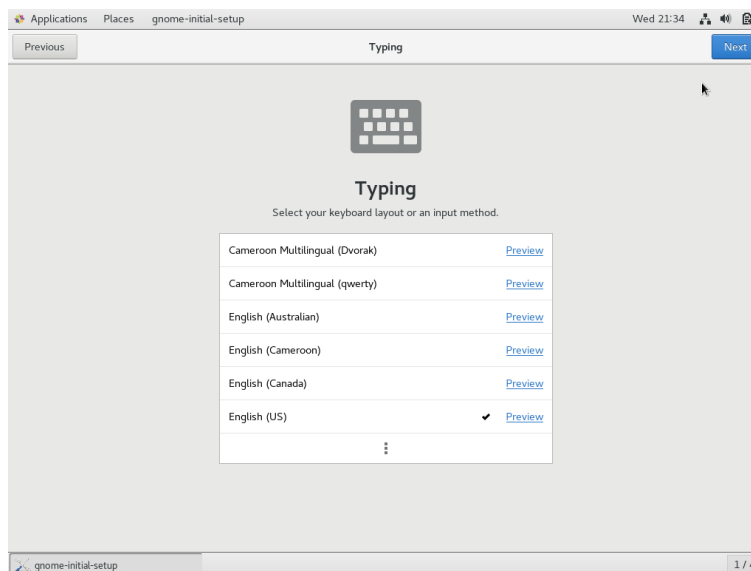 Applications Places gnome-initial-setup Wed 21:34
Previous Typing Next
Typing
Select your keyboard layout or an input method.
Cameroon Multilingual (Dvorak) Preview
Cameroon Multilingual (qwerty) Preview
English (Australian) Preview
English (Cameroon) Preview
English (Canada) Preview
English (US) Preview
gnome-initial-setup 1 /